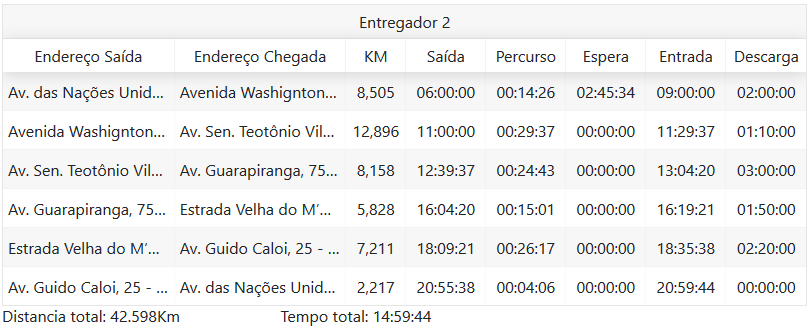 Entregador 2
Endereço Saída Endereço Chegada KM Saída Percurso Espera Entrada Descarga
Av. das Nações Unid... Avenida Washignton... 8,505 06:00:00 00:14:26 02:45:34 09:00:00 02:00:00
Avenida Washignton... Av. Sen. Teotônio Vil... 12,896 11:00:00 00:29:37 00:00:00 11:29:37 01:10:00
Av. Sen. Teotônio Vil... Av. Guarapiranga, 75... 8,158 12:39:37 00:24:43 00:00:00 13:04:20 03:00:00
Av. Guarapiranga, 75... Estrada Velha do M'... 5,828 16:04:20 00:15:01 00:00:00 16:19:21 01:50:00
Estrada Velha do M'... Av. Guido Caloi, 25 - ... 7,211 18:09:21 00:26:17 00:00:00 18:35:38 02:20:00
Av. Guido Caloi, 25 - ... Av. das Nações Unid... 2,217 20:55:38 00:04:06 00:00:00 20:59:44 00:00:00
Distancia total: 42.598Km Tempo total: 14:59:44